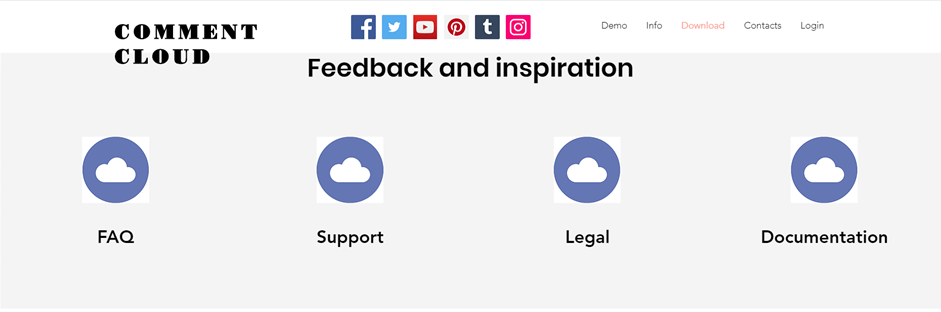 COMMENT
CLOUD
Demo Info Download Contacts Login
Feedback and inspiration
FAQ Support Legal Documentation